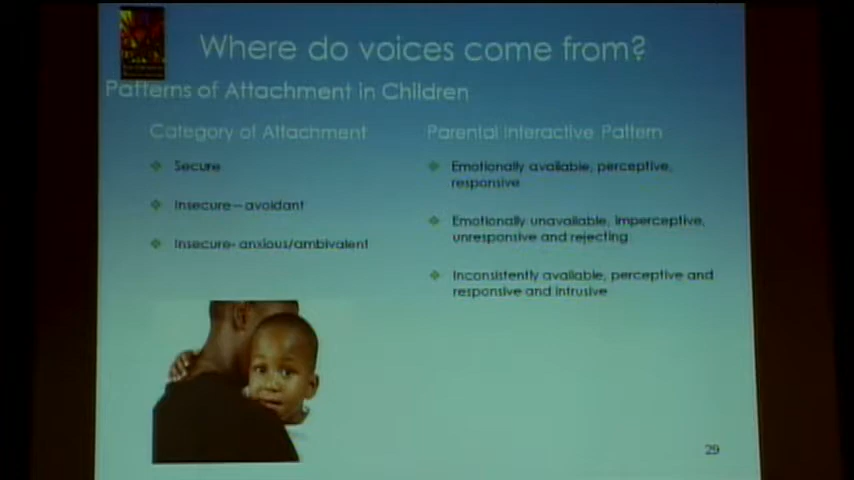 Where do voices come from?
Patterns of Attachment in Children
Category of Attachment
Secure
Insecure – avoidant
Insecure- anxious/ambivalent
Parental Interactive Pattern
Emotionally available, perceptive,
responsive
Emotionally unavailable, imperceptive,
unresponsive and rejecting
Inconsistently available, perceptive and
responsive and intrusive
29